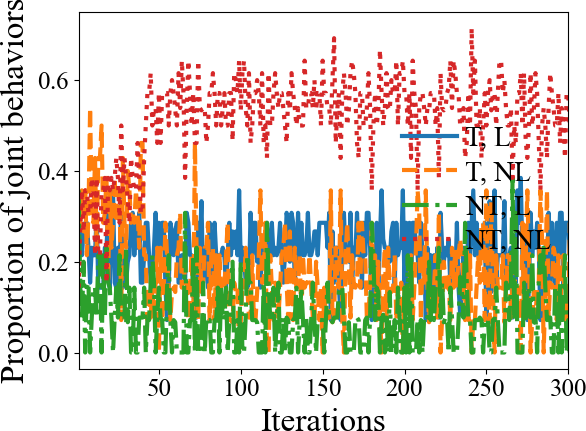 Proportion of joint behaviors
0.6
0.4
0.2
0.0
T, L
T, NL
NT, L
NT, NL
50
100
150
200
250
300
Iterations